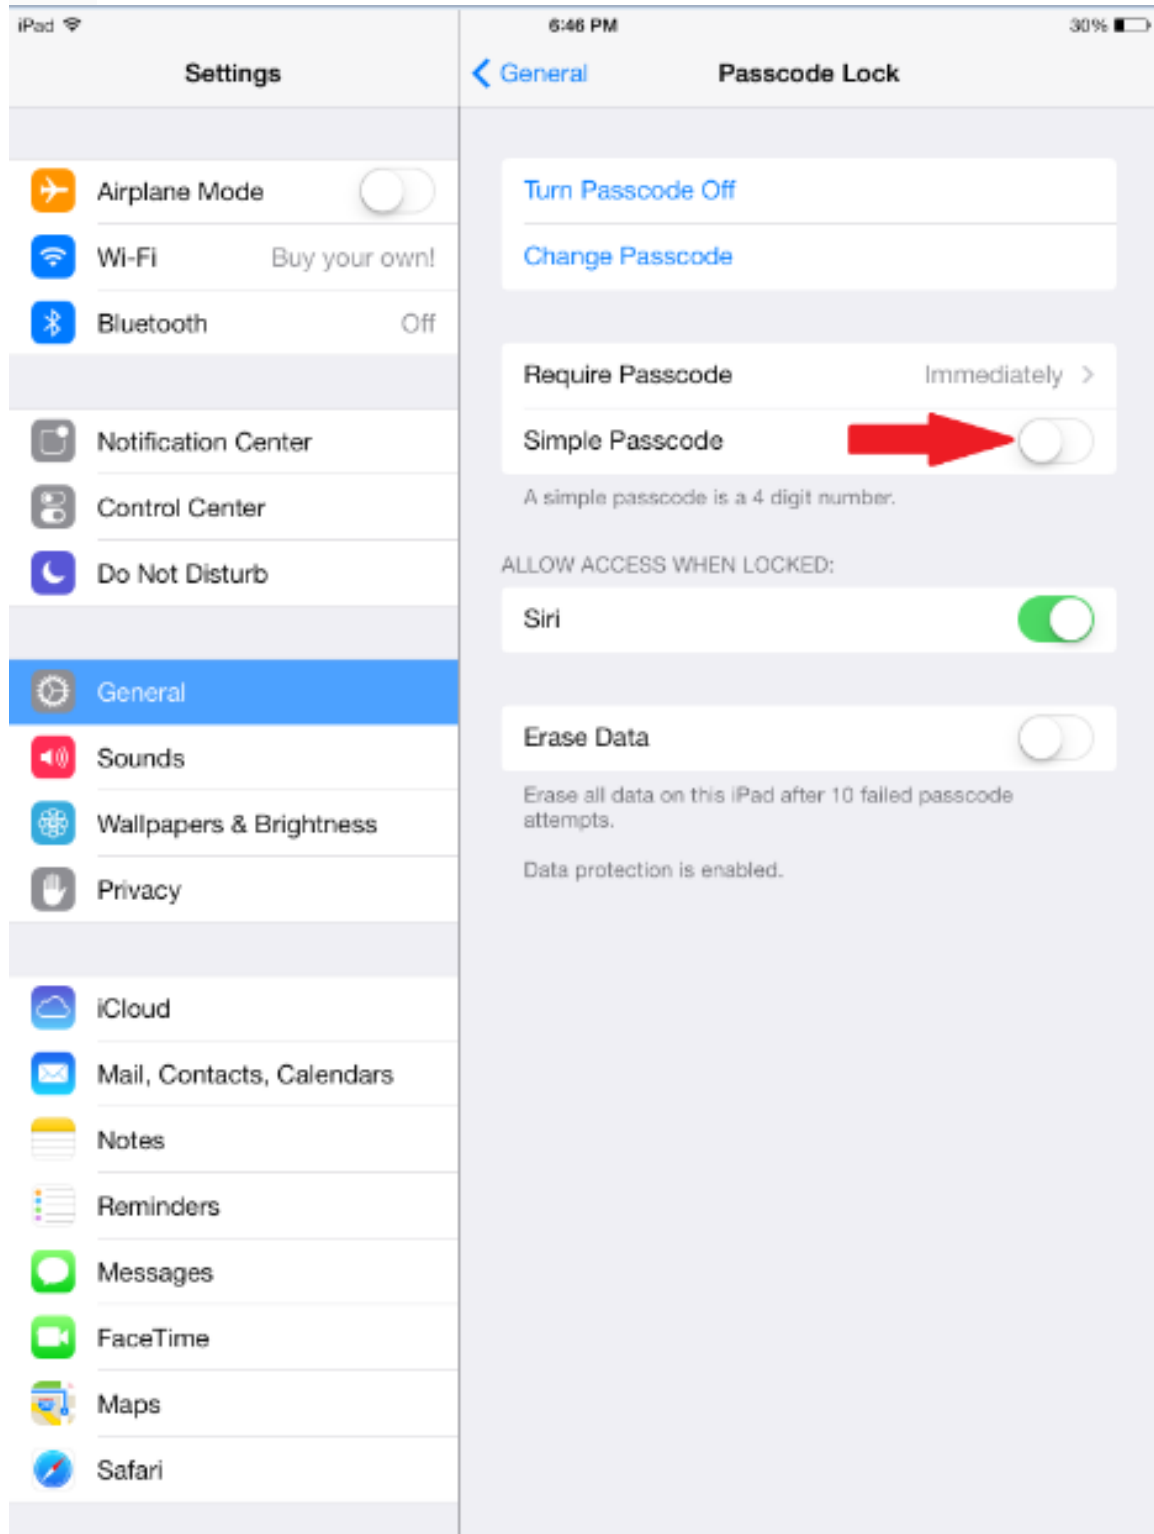 iPad 6:46 PM 30%
Settings
General Passcode Lock
Airplane Mode
Wi-Fi Buy your own!
Bluetooth Off
Notification Center
Control Center
Do Not Disturb
General
Sounds
Wallpapers & Brightness
Privacy
iCloud
Mail, Contacts, Calendars
Notes
Reminders
Messages
FaceTime
Maps
Safari
Turn Passcode Off
Change Passcode
Require Passcode Immediately
Simple Passcode
A simple passcode is a 4 digit number.
ALLOW ACCESS WHEN LOCKED:
Siri
Erase Data
Erase all data on this iPad after 10 failed passcode
attempts.
Data protection is enabled.